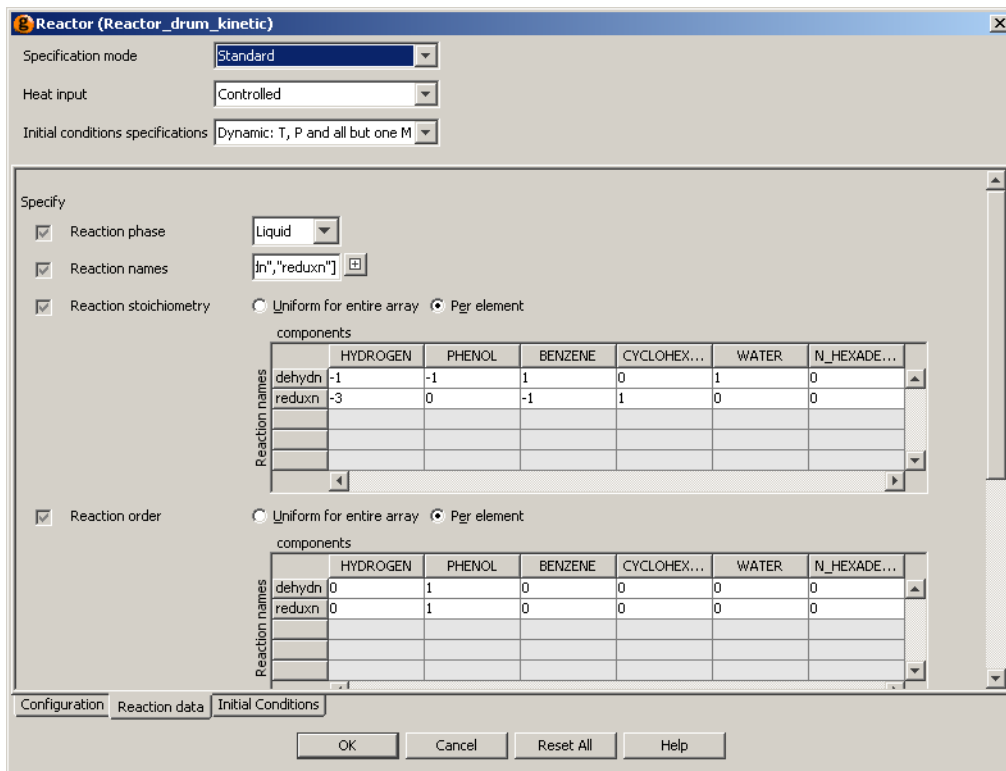 Reactor (Reactor_drum_kinetic)
Specification mode Standard
Heat input Controlled
Initial conditions specifications Dynamic: T, P and all but one M
Specify
Reaction phase Liquid
Reaction names dn","reduxn"]
Reaction stoichiometry Uniform for entire array Per element
components
HYDROGEN PHENOL BENZENE CYCLOHEX... WATER N_HEXADE...
Reaction names
dehydn -1 -1 1 0 1 0
reduxn -3 0 -1 1 0 0
Reaction order Uniform for entire array Per element
components
HYDROGEN PHENOL BENZENE CYCLOHEX... WATER N_HEXADE...
Reaction names
dehydn 0 1 0 0 0 0
reduxn 0 1 0 0 0 0
Configuration Reaction data Initial Conditions
OK Cancel Reset All Help